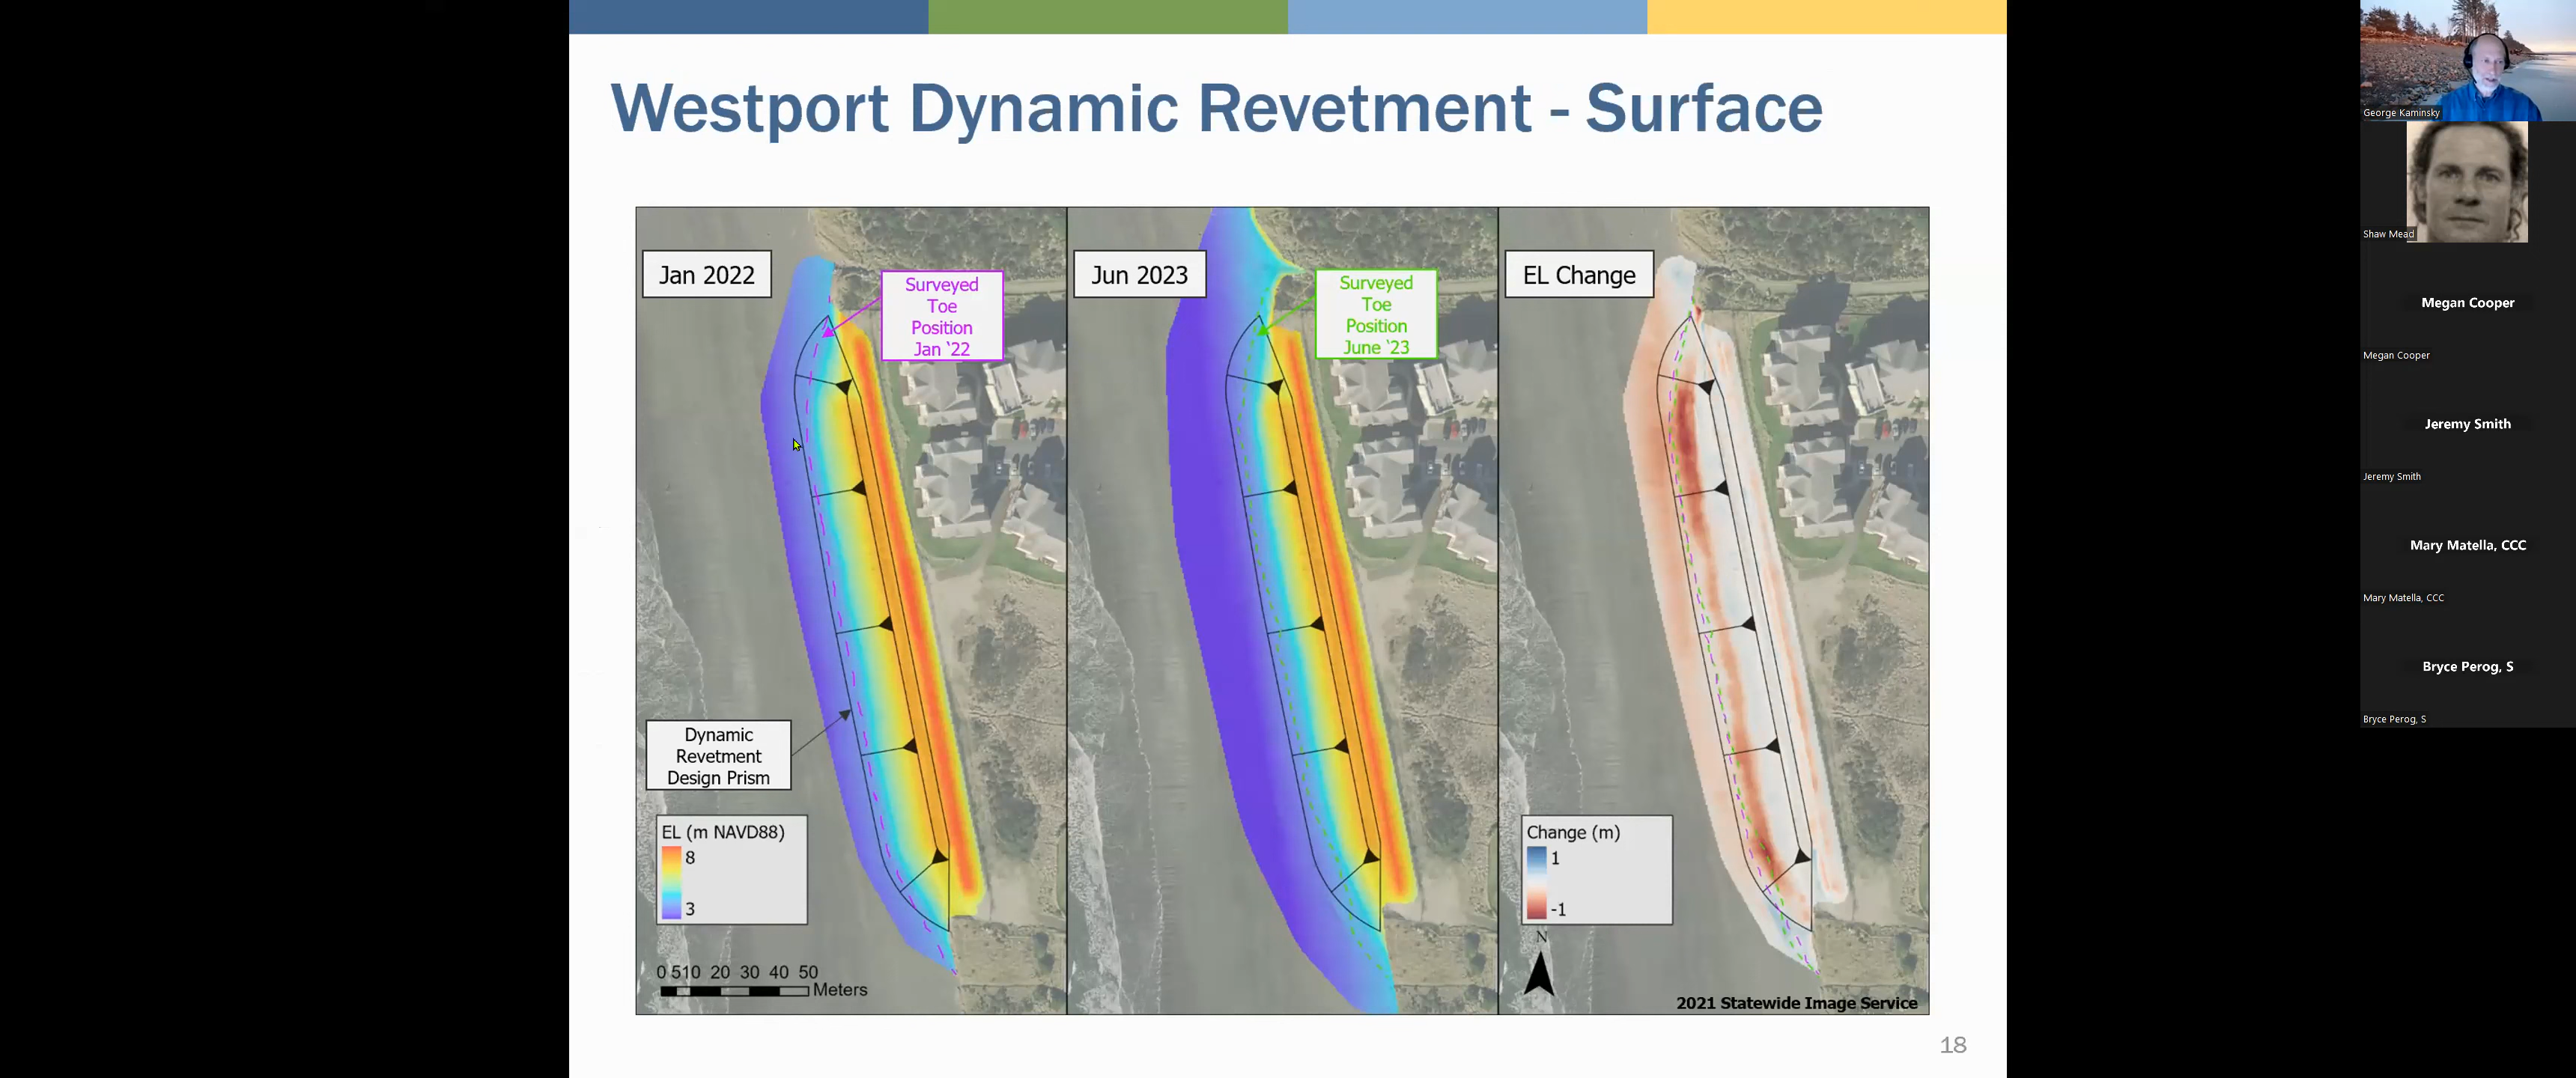 Westport Dynamic Revetment - Surface
Jan 2022
Surveyed
Toe
Position
Jan `22
Dynamic
Revetment
Design Prism
EL (m NAVD88)
8
3
0 510 20 30 40 50
Meters
Jun 2023
Surveyed
Toe
Position
June `23
EL Change
Change (m)
1
-1
N
2021 Statewide Image Service
18
George Kaminsky
Shaw Mead
Megan Cooper
Megan Cooper
Jeremy Smith
Jeremy Smith
Mary Matella, CCC
Mary Matella, CCC
Bryce Perog, S
Bryce Perog, S